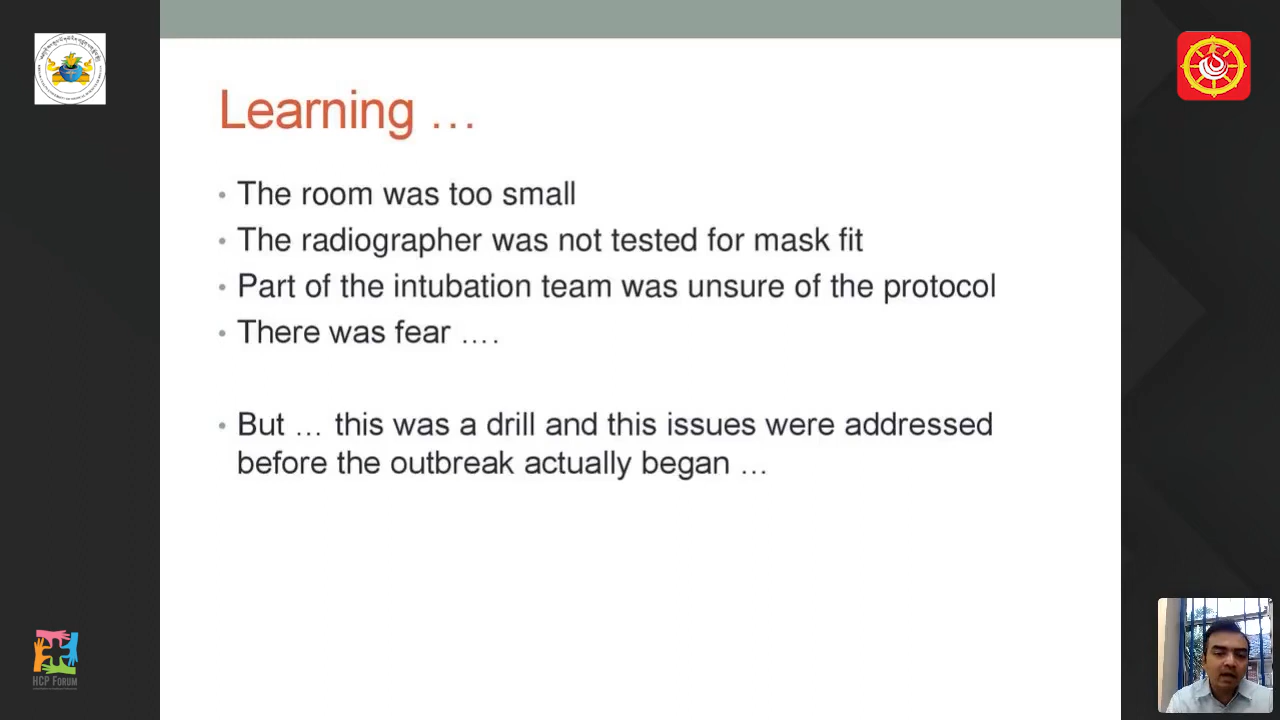 Learning …
• The room was too small
• The radiographer was not tested for mask fit
• Part of the intubation team was unsure of the protocol
• There was fear ….
• But … this was a drill and this issues were addressed
before the outbreak actually began …
HCP FORUM